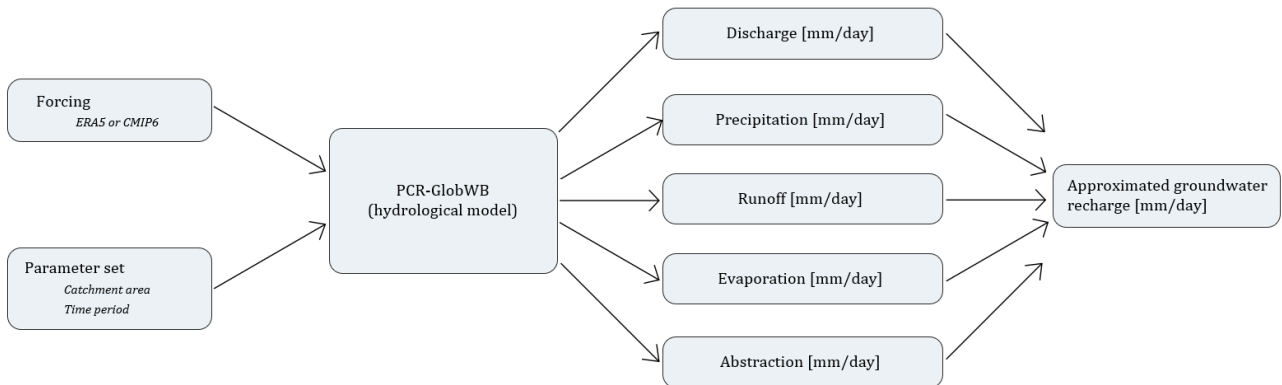 Forcing
ERA5 or CMIP6
Parameter set
Catchment area
Time period
PCR-GlobWB
(hydrological model)
Discharge [mm/day]
Precipitation [mm/day]
Runoff [mm/day]
Evaporation [mm/day]
Abstraction [mm/day]
Approximated groundwater
recharge [mm/day]